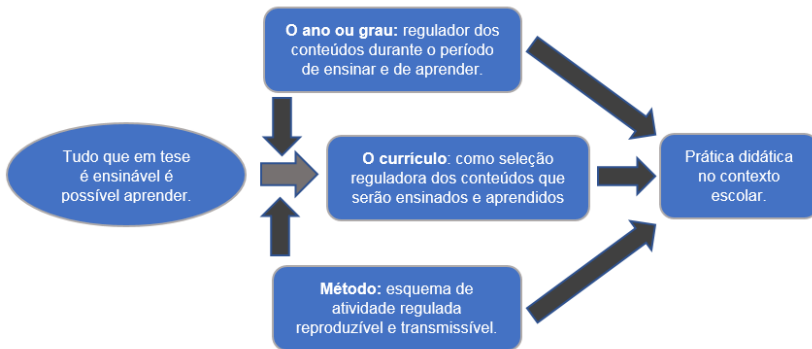 O ano ou grau: regulador dos
conteúdos durante o período
de ensinar e de aprender.
Tudo que em tese
é ensinável é
possível aprender.
O currículo: como seleção
reguladora dos conteúdos que
serão ensinados e aprendidos
Prática didática
no contexto
escolar.
Método: esquema de
atividade regulada
reproduzível e transmissível.